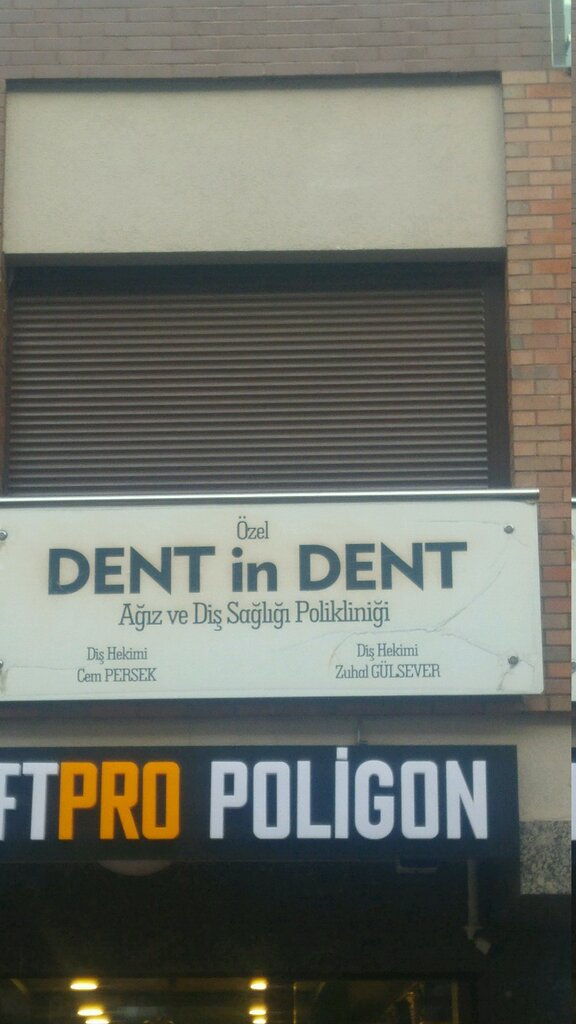 Özel
DENT in DENT
Ağız ve Diş Sağlığı Polikliniği
Diş Hekimi
Cem PERSEK
Diş Hekimi
Zuhal GÜLSEVER
FTPRO POLİGON